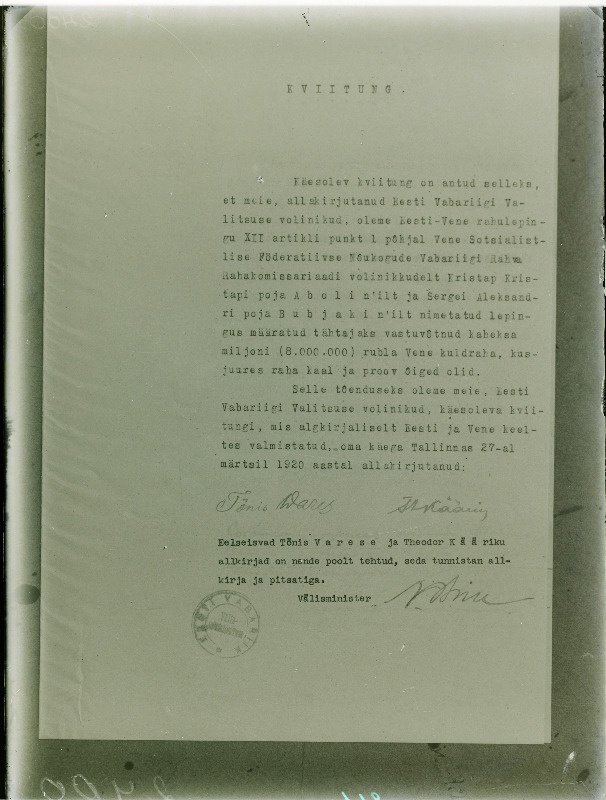 K V I I T U N G .
Käesolev kviitung on antud selleks,
et meie, allakirjutanud Eesti Vabariigi Va-
litsuse volinikud, oleme Eesti-Vene rahulepin-
gu XII artikli punkt 1 põhjal Vene Sotsialist-
lise Föderatiivse Nõukogude Vabariigi Rahva
Rahakomissariaadi volinikkudelt Kristap Kris-
tapi poja A b o l i n'ilt ja Sergei Aleksand-
ri poja B u b j a k i n'ilt nimetatud lepin-
gus määratud tähtajaks vastuvõtnud kaheksa
miljoni (8.000.000) rubla Vene kuldraha, kus-
juures raha kaal ja proov õiged olid.
Selle tõenduseks oleme meie, Eesti
Vabariigi Valitsuse volinikud, käesoleva kvii-
tungi, mis algkirjaliselt Eesti ja Vene keel-
tes valmistatud, oma käega Tallinnas 27-al
märtsil 1920 aastal allakirjutanud:
Tõnis Vares
Eelseisvad Tõnis V a r e s e ja Theodor K ä ä riku
allkirjad on nende poolt tehtud, seda tunnistan all-
kirja ja pitsatiga.
Välisminister
EESTI VABARIIK
2400